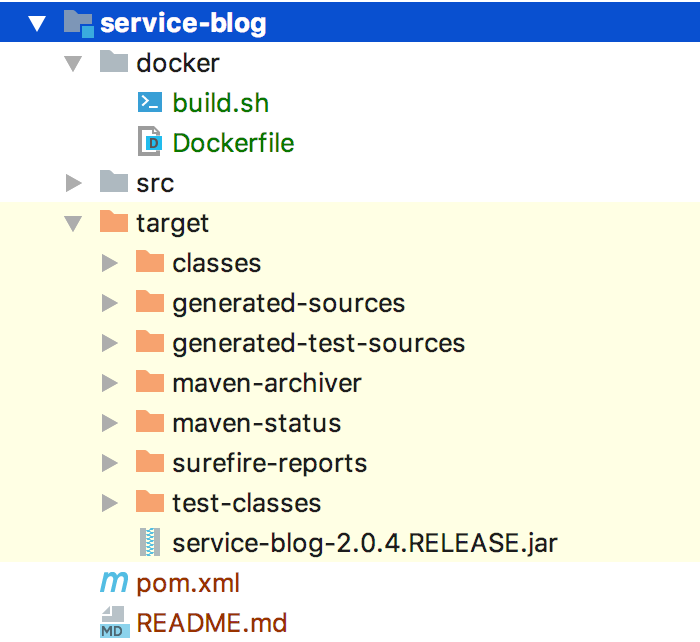 service-blog
docker
build.sh
D Dockerfile
src
target
classes
generated-sources
generated-test-sources
maven-archiver
maven-status
surefire-reports
test-classes
service-blog-2.0.4.RELEASE.jar
m pom.xml
MD README.md